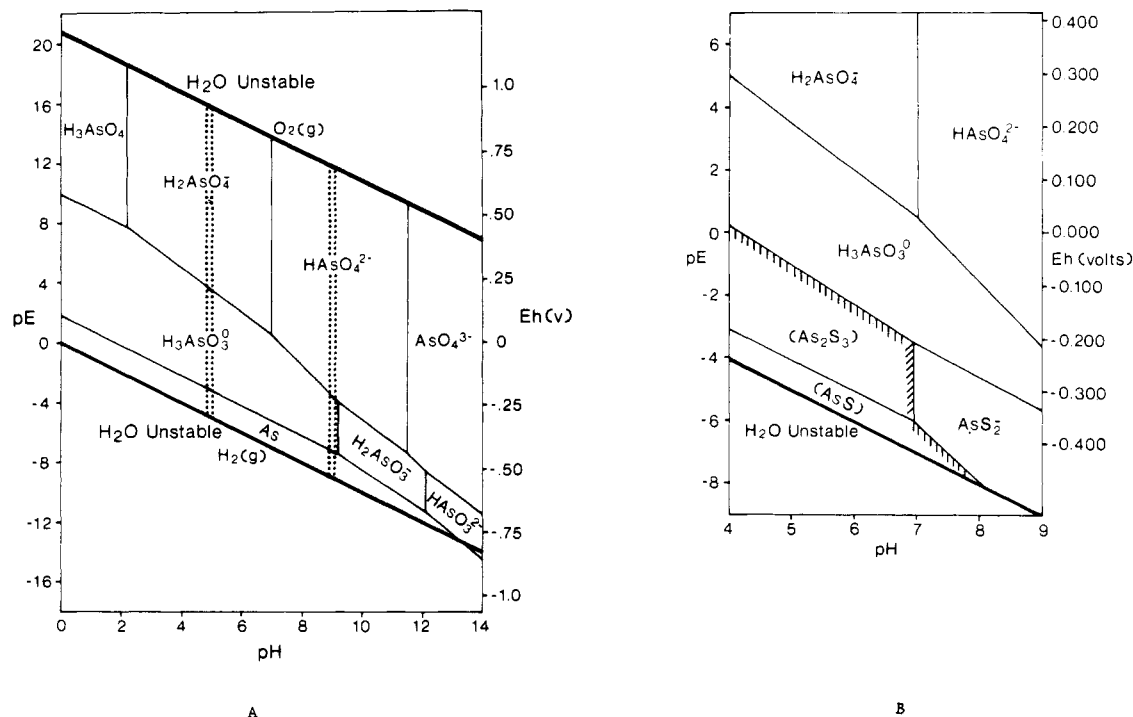 20
16
12
8
4
pE
0
-4
-8
-12
-16
H₂O Unstable
O₂(g)
H₃AsO₄
H₂AsO₄⁻
HAsO₄²⁻
AsO₄³⁻
H₃AsO₃⁰
As
H₂O Unstable
H₂(g)
H₂AsO₃⁻
HAsO₃²⁻
1.0
.75
.50
0.25
Eh(v)
0
-0.25
-.50
-0.75
-1.0
0 2 4 6 8 10 12 14
pH
A
6
4
2
0
pE
-2
-4
-6
-8
H₂AsO₄⁻
HAsO₄²⁻
H₃AsO₃⁰
(As₂S₃)
(AsS)
H₂O Unstable
AsS₂⁻
0.400
0.300
0.200
0.100
0.000
Eh(volts)
-0.100
-0.200
-0.300
-0.400
4 5 6 7 8 9
pH
B